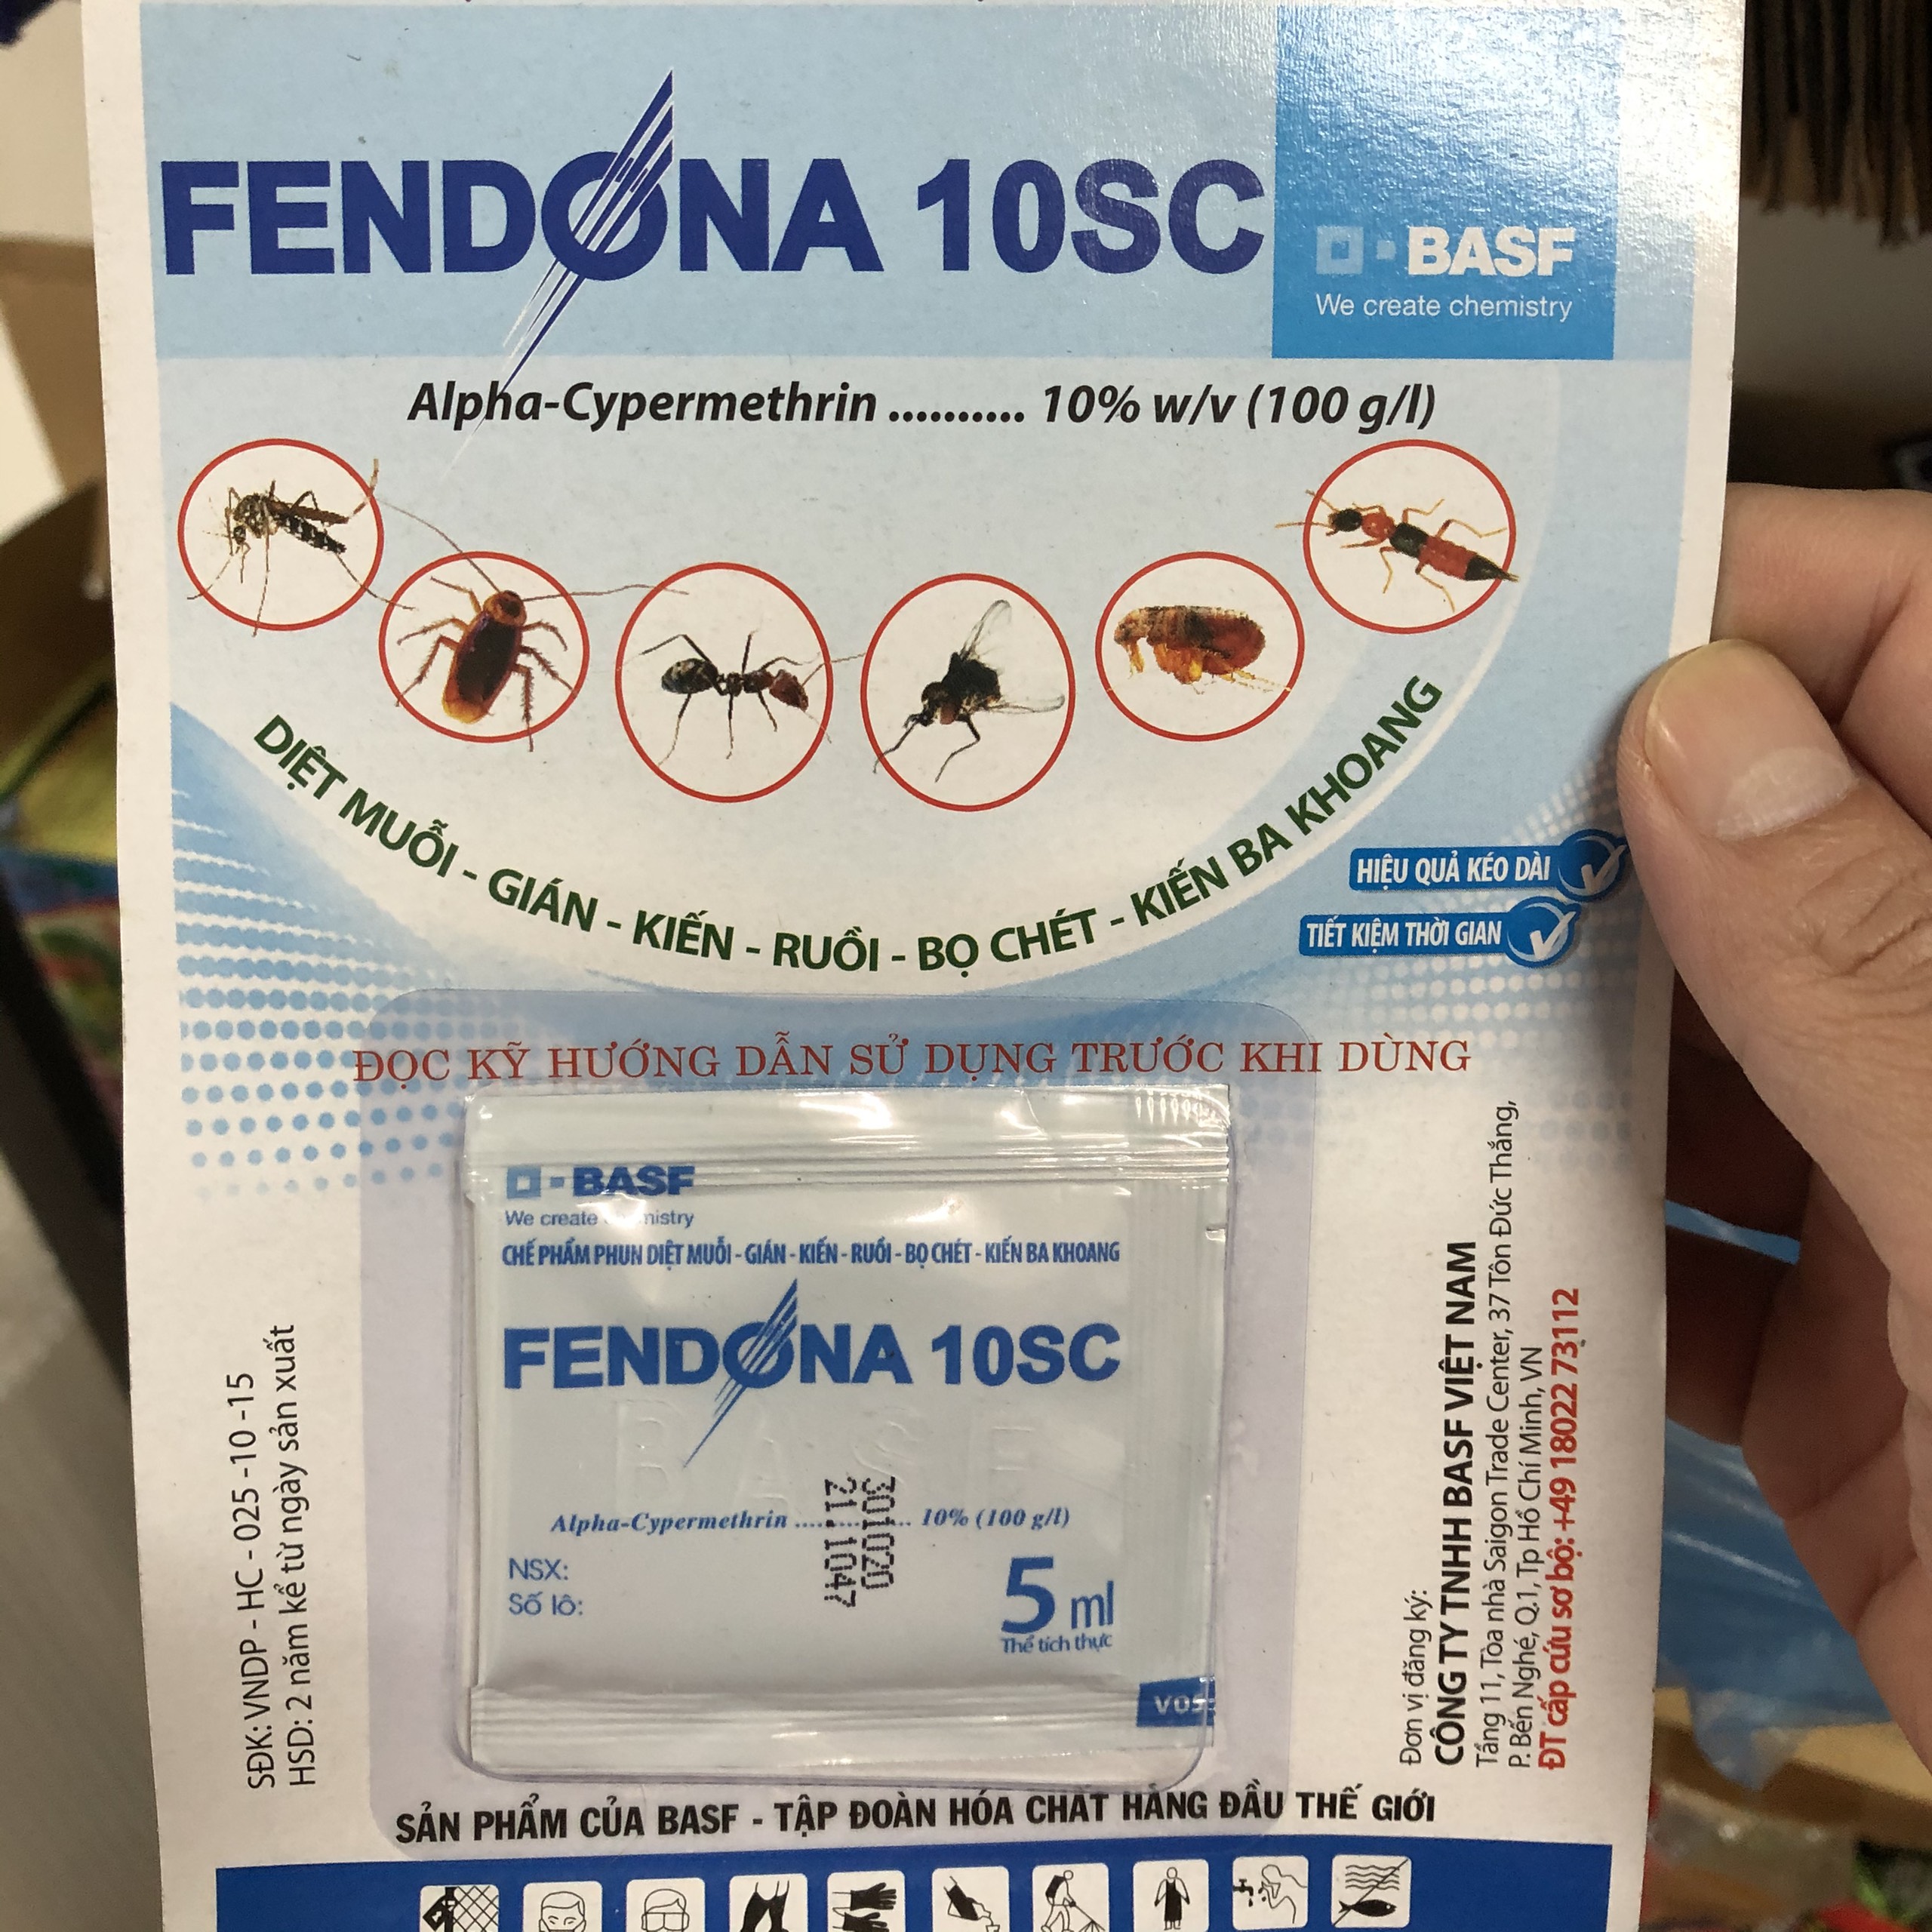 FENDONA 10SC
BASF
We create chemistry
Alpha-Cypermethrin .......... 10% w/v (100 g/l)
DIỆT MUỖI - GIÁN - KIẾN - RUỒI - BỌ CHÉT - KIẾN BA KHOANG
HIỆU QUẢ KÉO DÀI
TIẾT KIỆM THỜI GIAN
ĐỌC KỸ HƯỚNG DẪN SỬ DỤNG TRƯỚC KHI DÙNG
BASF
We create
CHẾ PHẨM PHUN DIỆT MUỖI - GIÁN - KIẾN - RUỒI - BỌ CHÉT - KIẾN BA KHOANG
FENDONA 10SC
BASF
Alpha-Cypermethrin .............. 10% (100 g/l)
301020
NSX:
Số lô:
5 ml
Thể tích thực
SĐK: VNDP - HC - 025 -10 -15
HSD: 2 năm kể từ ngày sản xuất
Đơn vị đăng ký:
CÔNG TY TNHH BASF VIỆT NAM
Tầng 11, Tòa nhà Saigon Trade Center, 37 Tôn Đức Thắng,
P. Bến Nghé, Q.1, Tp Hồ Chí Minh, VN
ĐT cấp cứu sơ bộ: +49 18022 73112
SẢN PHẨM CỦA BASF - TẬP ĐOÀN HÓA CHẤT HÀNG ĐẦU THẾ GIỚI